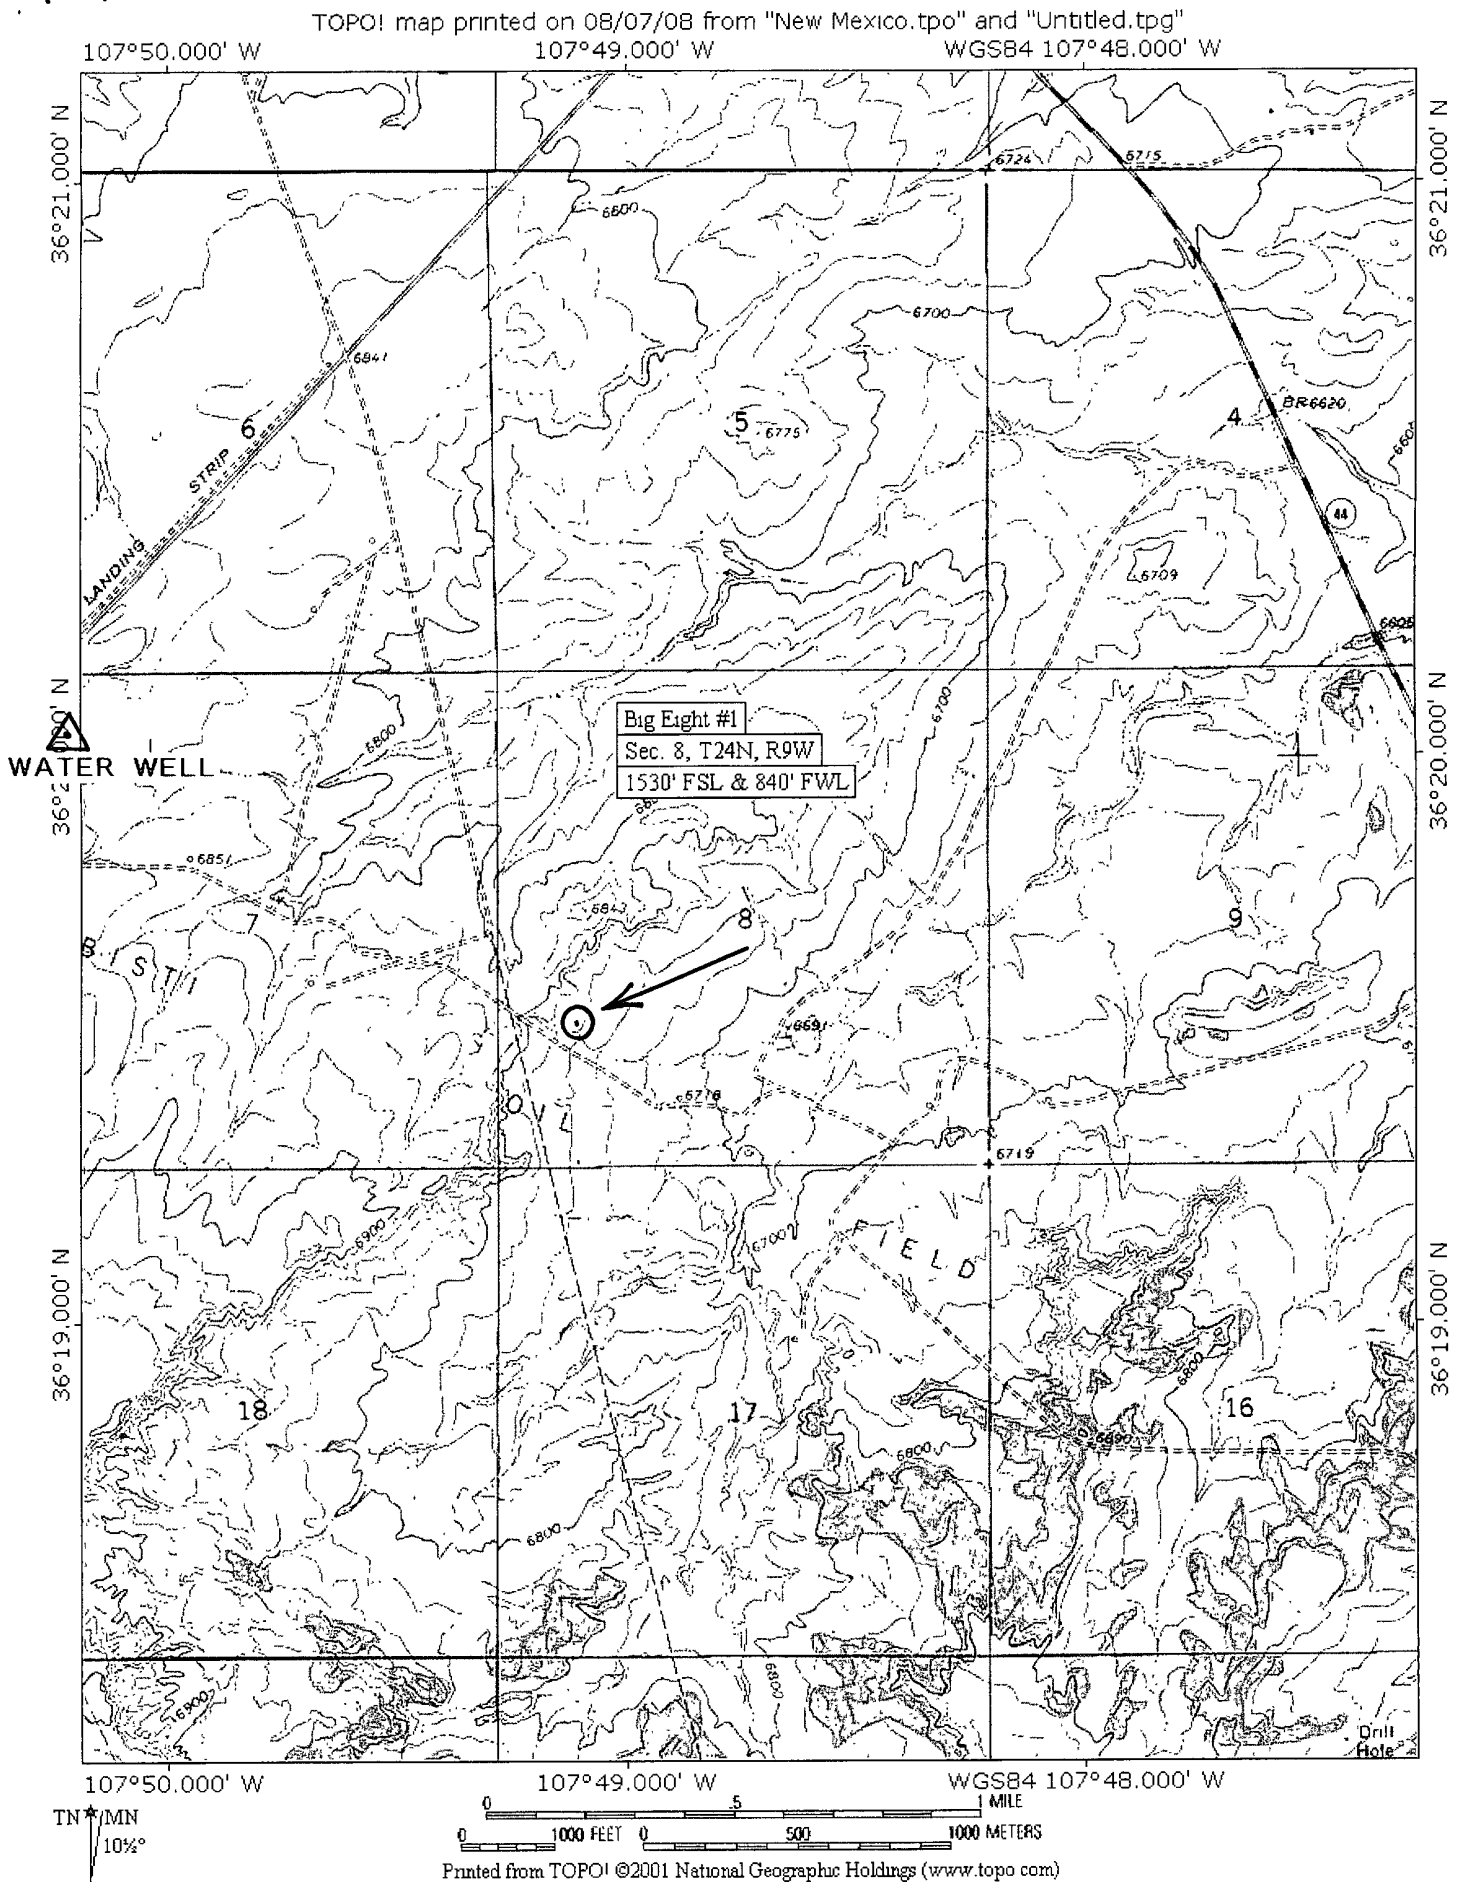 TOPO! map printed on 08/07/08 from "New Mexico.tpo" and "Untitled.tpg"
107°50.000' W 107°49.000' W WGS84 107°48.000' W
36°21.000' N
36°21.000' N
6724
6715
6600
6700
6841
6
STRIP
LANDING
5
6775
4
BR6620
44
6709
6605
36°20.000' N
6800
6700
Big Eight #1
Sec. 8, T24N, R9W
1530' FSL & 840' FWL
WATER WELL
6851
7
6843
8
9
B I S T I
6691
6778
O I L
6719
6900
6700
F I E L D
36°19.000' N
36°19.000' N
18
17
16
6800
6800
6890
6800
6800
6900
Drill
Hole
107°50.000' W 107°49.000' W WGS84 107°48.000' W
TN MN
10½°
0 .5 1 MILE
0 1000 FEET 0 500 1000 METERS
Printed from TOPO! ©2001 National Geographic Holdings (www.topo com)